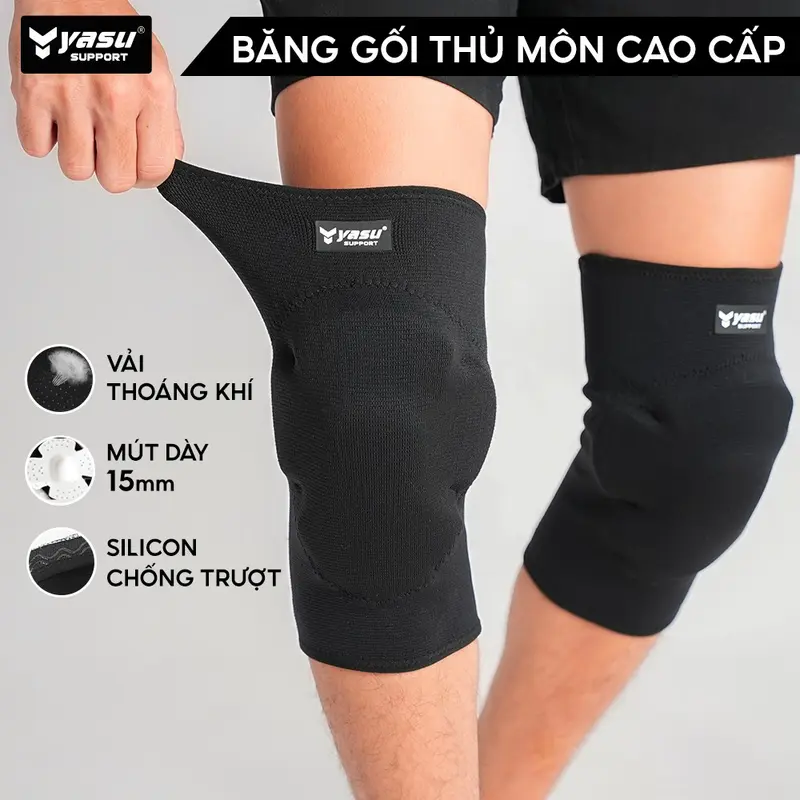 yasu®
SUPPORT
BĂNG GỐI THỦ MÔN CAO CẤP
yasu®
SUPPORT
yasu®
SUPPORT
VẢI
THOÁNG KHÍ
MÚT DÀY
15mm
SILICON
CHỐNG TRƯỢT